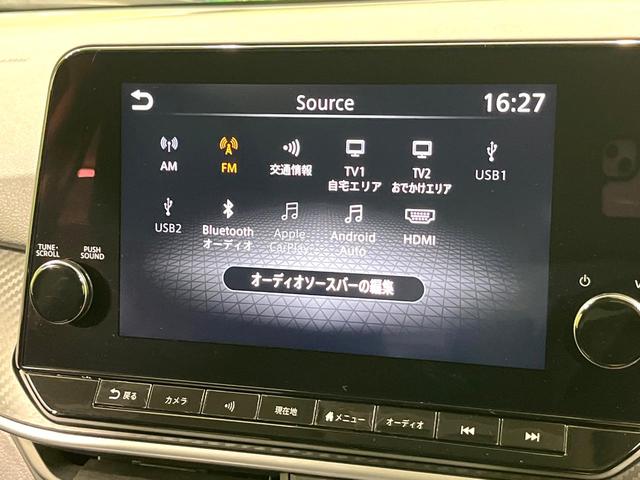 Source
16:27
AM
FM
交通情報
TV1
自宅エリア
TV2
おでかけエリア
USB1
USB2
Bluetooth
オーディオ
Apple
CarPlay
Android
Auto
HDMI
オーディオソースバーの編集
TUNE・
SCROLL
PUSH
SOUND
V
戻る
カメラ
現在地
メニュー
オーディオ